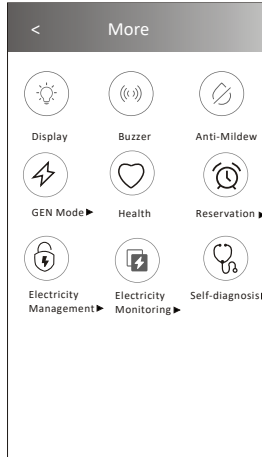 < More
Display Buzzer Anti-Mildew
GEN Mode▶ Health Reservation ▶
Electricity Electricity Self-diagnosis
Management▶ Monitoring▶